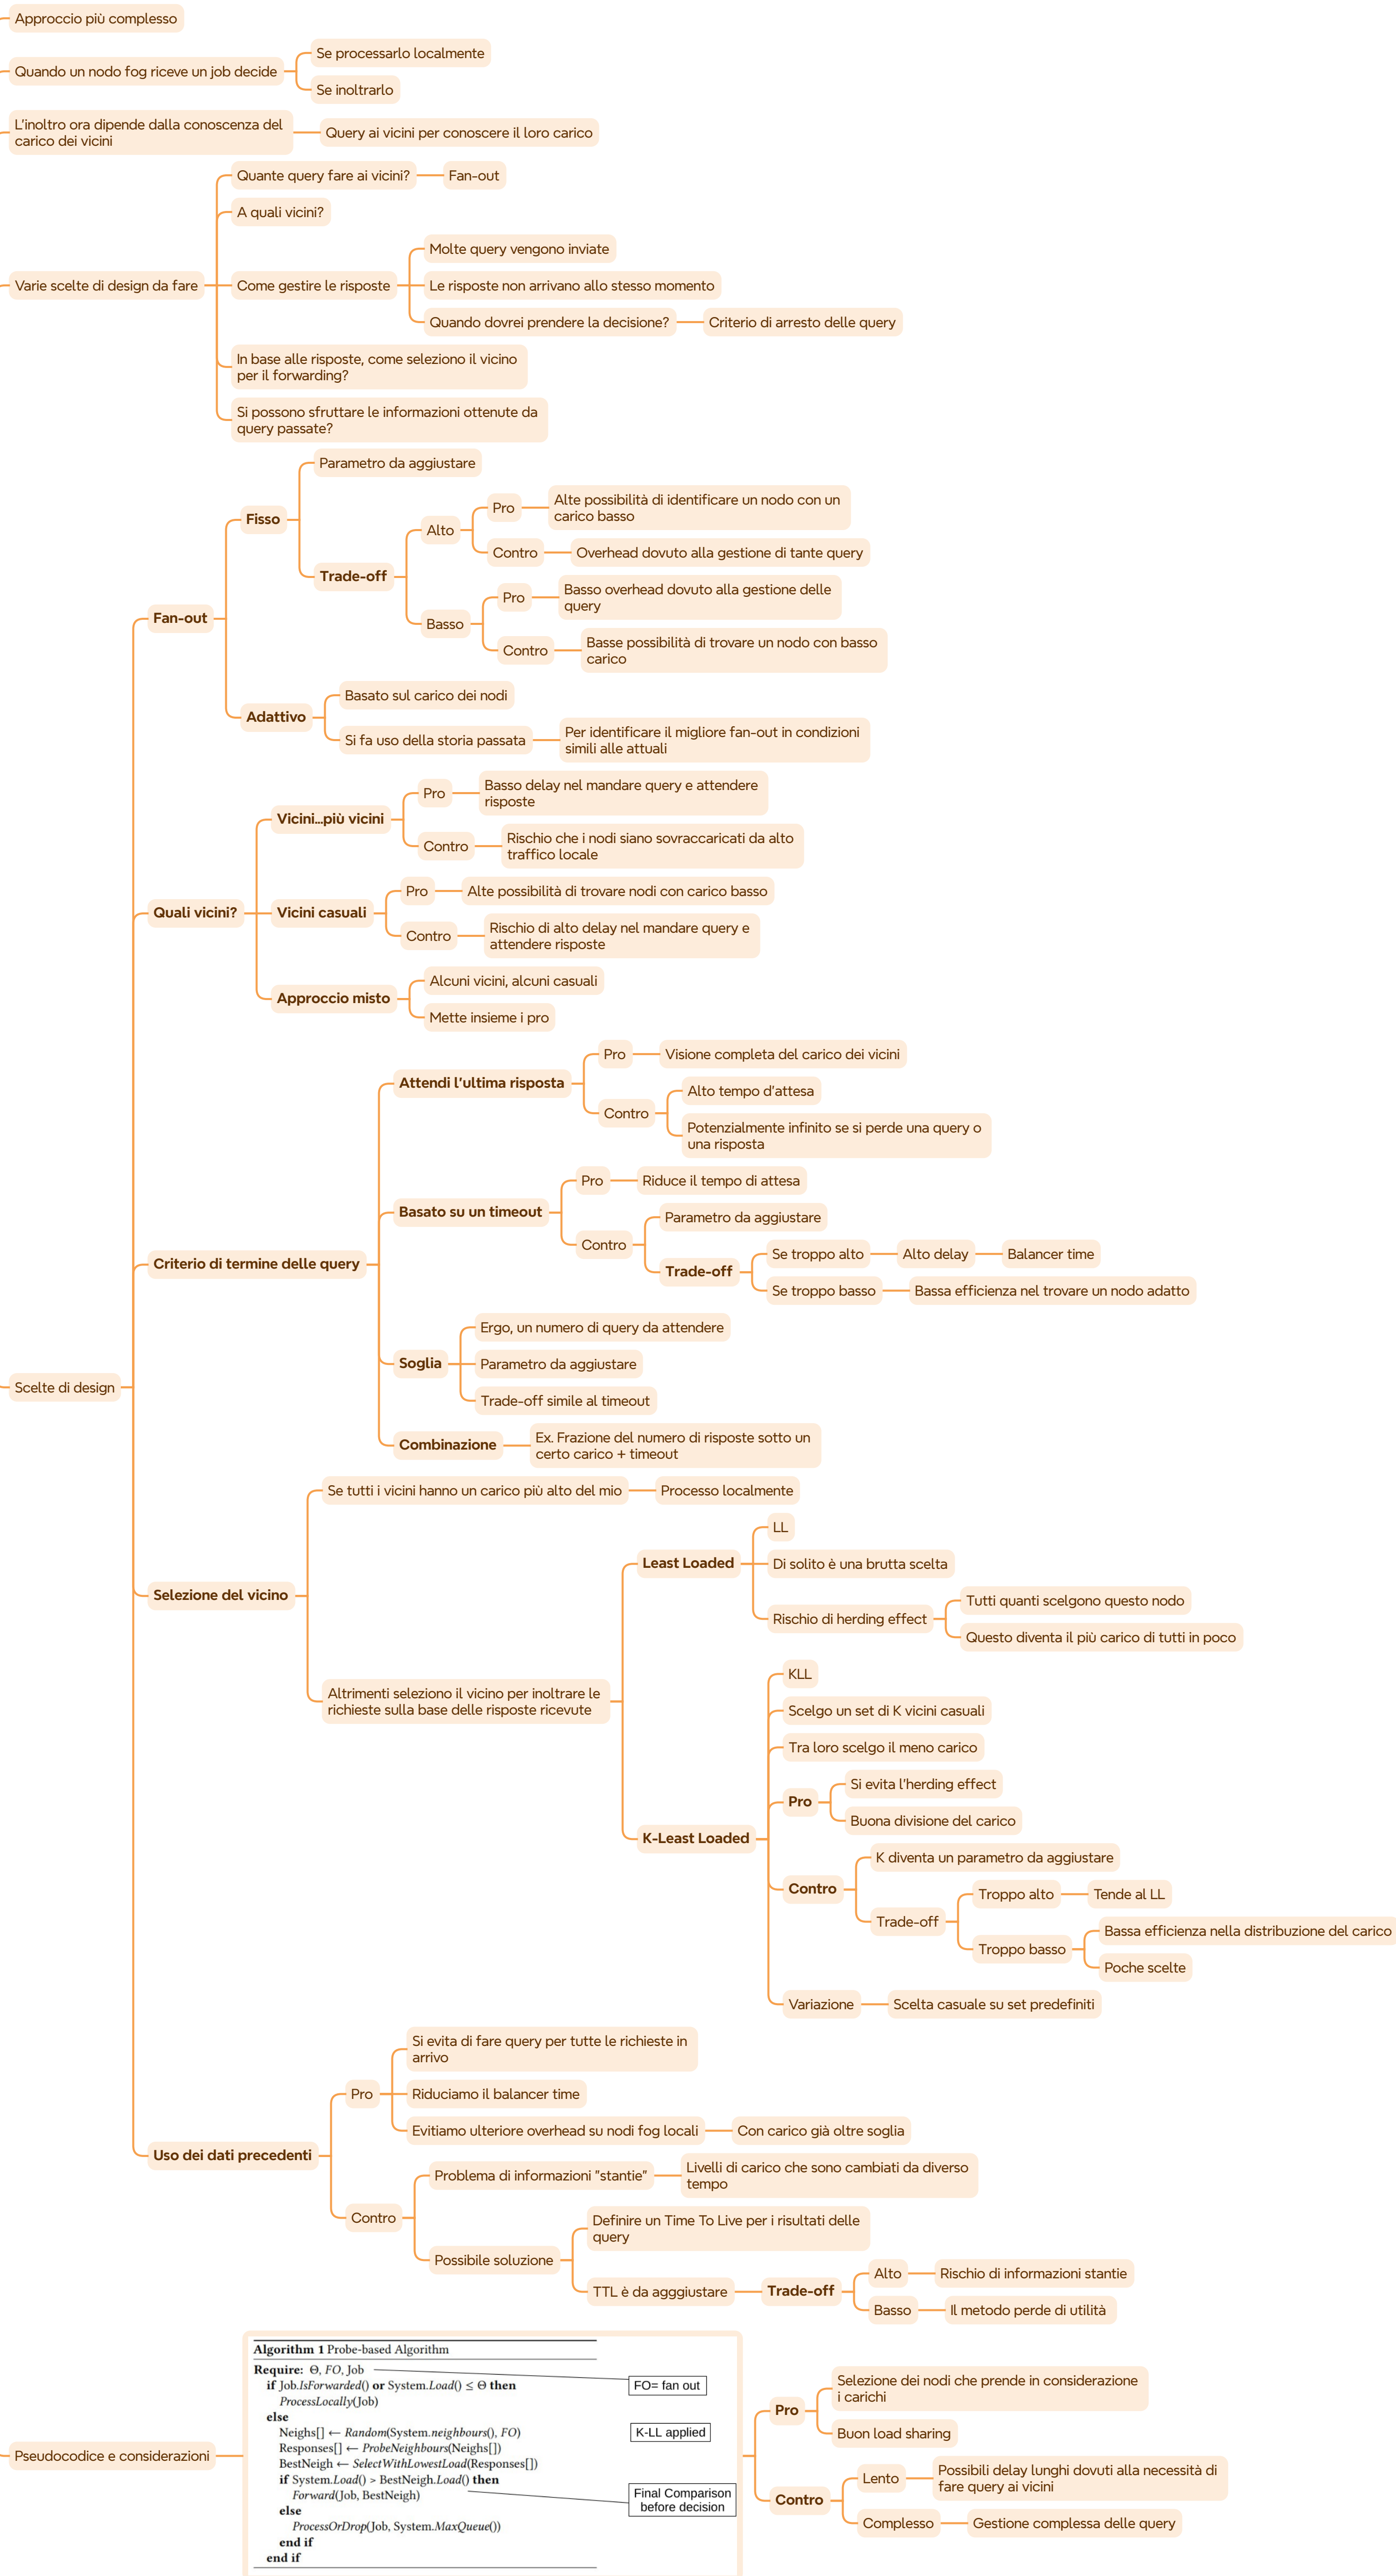 Approccio più complesso
Quando un nodo fog riceve un job decide
Se processarlo localmente
Se inoltrarlo
L'inoltro ora dipende dalla conoscenza del
carico dei vicini
Query ai vicini per conoscere il loro carico
Varie scelte di design da fare
Quante query fare ai vicini?
Fan-out
A quali vicini?
Come gestire le risposte
Molte query vengono inviate
Le risposte non arrivano allo stesso momento
Quando dovrei prendere la decisione?
Criterio di arresto delle query
In base alle risposte, come seleziono il vicino
per il forwarding?
Si possono sfruttare le informazioni ottenute da
query passate?
Scelte di design
Fan-out
Fisso
Parametro da aggiustare
Trade-off
Alto
Pro
Alte possibilità di identificare un nodo con un
carico basso
Contro
Overhead dovuto alla gestione di tante query
Basso
Pro
Basso overhead dovuto alla gestione delle
query
Contro
Basse possibilità di trovare un nodo con basso
carico
Adattivo
Basato sul carico dei nodi
Si fa uso della storia passata
Per identificare il migliore fan-out in condizioni
simili alle attuali
Quali vicini?
Vicini...più vicini
Pro
Basso delay nel mandare query e attendere
risposte
Contro
Rischio che i nodi siano sovraccaricati da alto
traffico locale
Vicini casuali
Pro
Alte possibilità di trovare nodi con carico basso
Contro
Rischio di alto delay nel mandare query e
attendere risposte
Approccio misto
Alcuni vicini, alcuni casuali
Mette insieme i pro
Criterio di termine delle query
Attendi l'ultima risposta
Pro
Visione completa del carico dei vicini
Contro
Alto tempo d'attesa
Potenzialmente infinito se si perde una query o
una risposta
Basato su un timeout
Pro
Riduce il tempo di attesa
Contro
Parametro da aggiustare
Trade-off
Se troppo alto
Alto delay
Balancer time
Se troppo basso
Bassa efficienza nel trovare un nodo adatto
Soglia
Ergo, un numero di query da attendere
Parametro da aggiustare
Trade-off simile al timeout
Combinazione
Ex. Frazione del numero di risposte sotto un
certo carico + timeout
Selezione del vicino
Se tutti i vicini hanno un carico più alto del mio
Processo localmente
Altrimenti seleziono il vicino per inoltrare le
richieste sulla base delle risposte ricevute
Least Loaded
LL
Di solito è una brutta scelta
Rischio di herding effect
Tutti quanti scelgono questo nodo
Questo diventa il più carico di tutti in poco
K-Least Loaded
KLL
Scelgo un set di K vicini casuali
Tra loro scelgo il meno carico
Pro
Si evita l'herding effect
Buona divisione del carico
Contro
K diventa un parametro da aggiustare
Trade-off
Troppo alto
Tende al LL
Troppo basso
Bassa efficienza nella distribuzione del carico
Poche scelte
Variazione
Scelta casuale su set predefiniti
Uso dei dati precedenti
Pro
Si evita di fare query per tutte le richieste in
arrivo
Riduciamo il balancer time
Evitiamo ulteriore overhead su nodi fog locali
Con carico già oltre soglia
Contro
Problema di informazioni "stantie"
Livelli di carico che sono cambiati da diverso
tempo
Possibile soluzione
Definire un Time To Live per i risultati delle
query
TTL è da agggiustare
Trade-off
Alto
Rischio di informazioni stantie
Basso
Il metodo perde di utilità
Pseudocodice e considerazioni
Algorithm 1 Probe-based Algorithm
Require: Θ, FO, Job
if Job.IsForwarded() or System.Load() ≤ Θ then
ProcessLocally(Job)
else
Neighs[] ← Random(System.neighbours(), FO)
Responses[] ← ProbeNeighbours(Neighs[])
BestNeigh ← SelectWithLowestLoad(Responses[])
if System.Load() > BestNeigh.Load() then
Forward(Job, BestNeigh)
else
ProcessOrDrop(Job, System.MaxQueue())
end if
end if
FO= fan out
K-LL applied
Final Comparison
before decision
Pro
Selezione dei nodi che prende in considerazione
i carichi
Buon load sharing
Contro
Lento
Possibili delay lunghi dovuti alla necessità di
fare query ai vicini
Complesso
Gestione complessa delle query